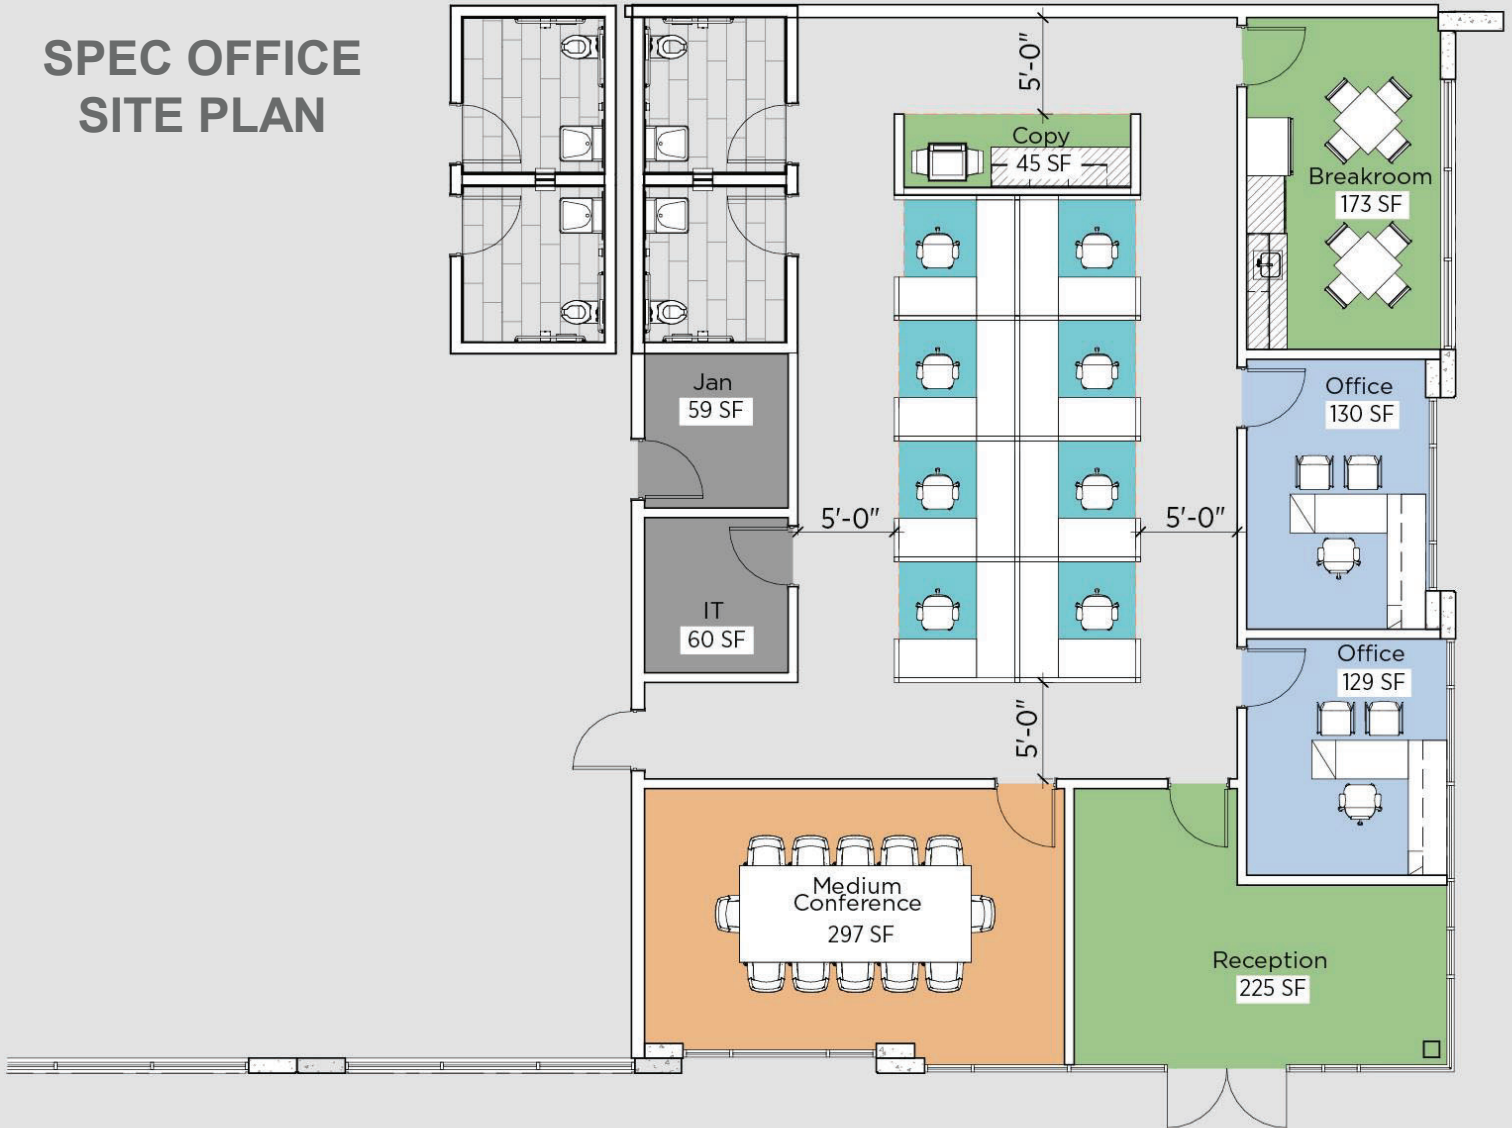 SPEC OFFICE
SITE PLAN
5'-0"
Copy
45 SF
Breakroom
173 SF
Jan
59 SF
Office
130 SF
5'-0"
5'-0"
IT
60 SF
Office
129 SF
5'-0"
Medium
Conference
297 SF
Reception
225 SF